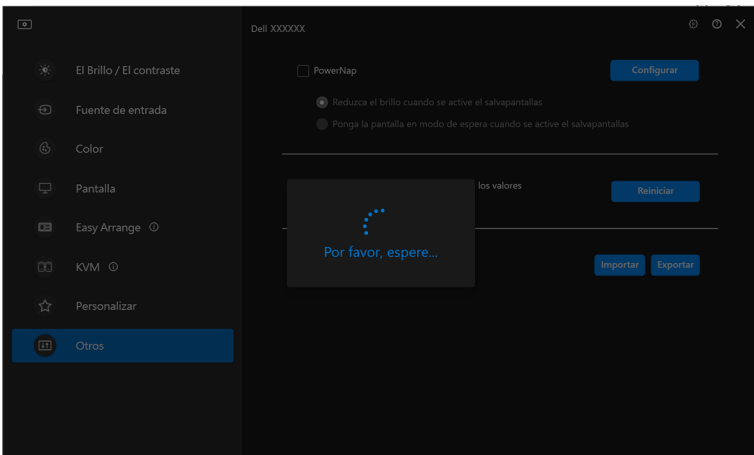 Dell XXXXXX
El Brillo / El contraste
Fuente de entrada
Color
Pantalla
Easy Arrange
KVM
Personalizar
Otros
PowerNap
Configurar
Reduzca el brillo cuando se active el salvapantallas
Ponga la pantalla en modo de espera cuando se active el salvapantallas
los valores
Reiniciar
Por favor, espere...
Importar
Exportar